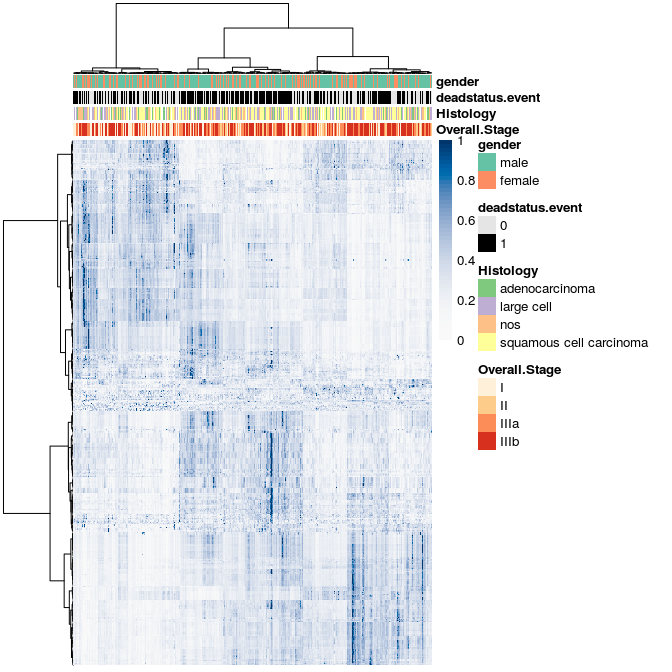 gender
deadstatus.event
Histology
Overall.Stage
1
0.8
0.6
0.4
0.2
0
gender
male
female
deadstatus.event
0
1
Histology
adenocarcinoma
large cell
nos
squamous cell carcinoma
Overall.Stage
I
II
IIIa
IIIb